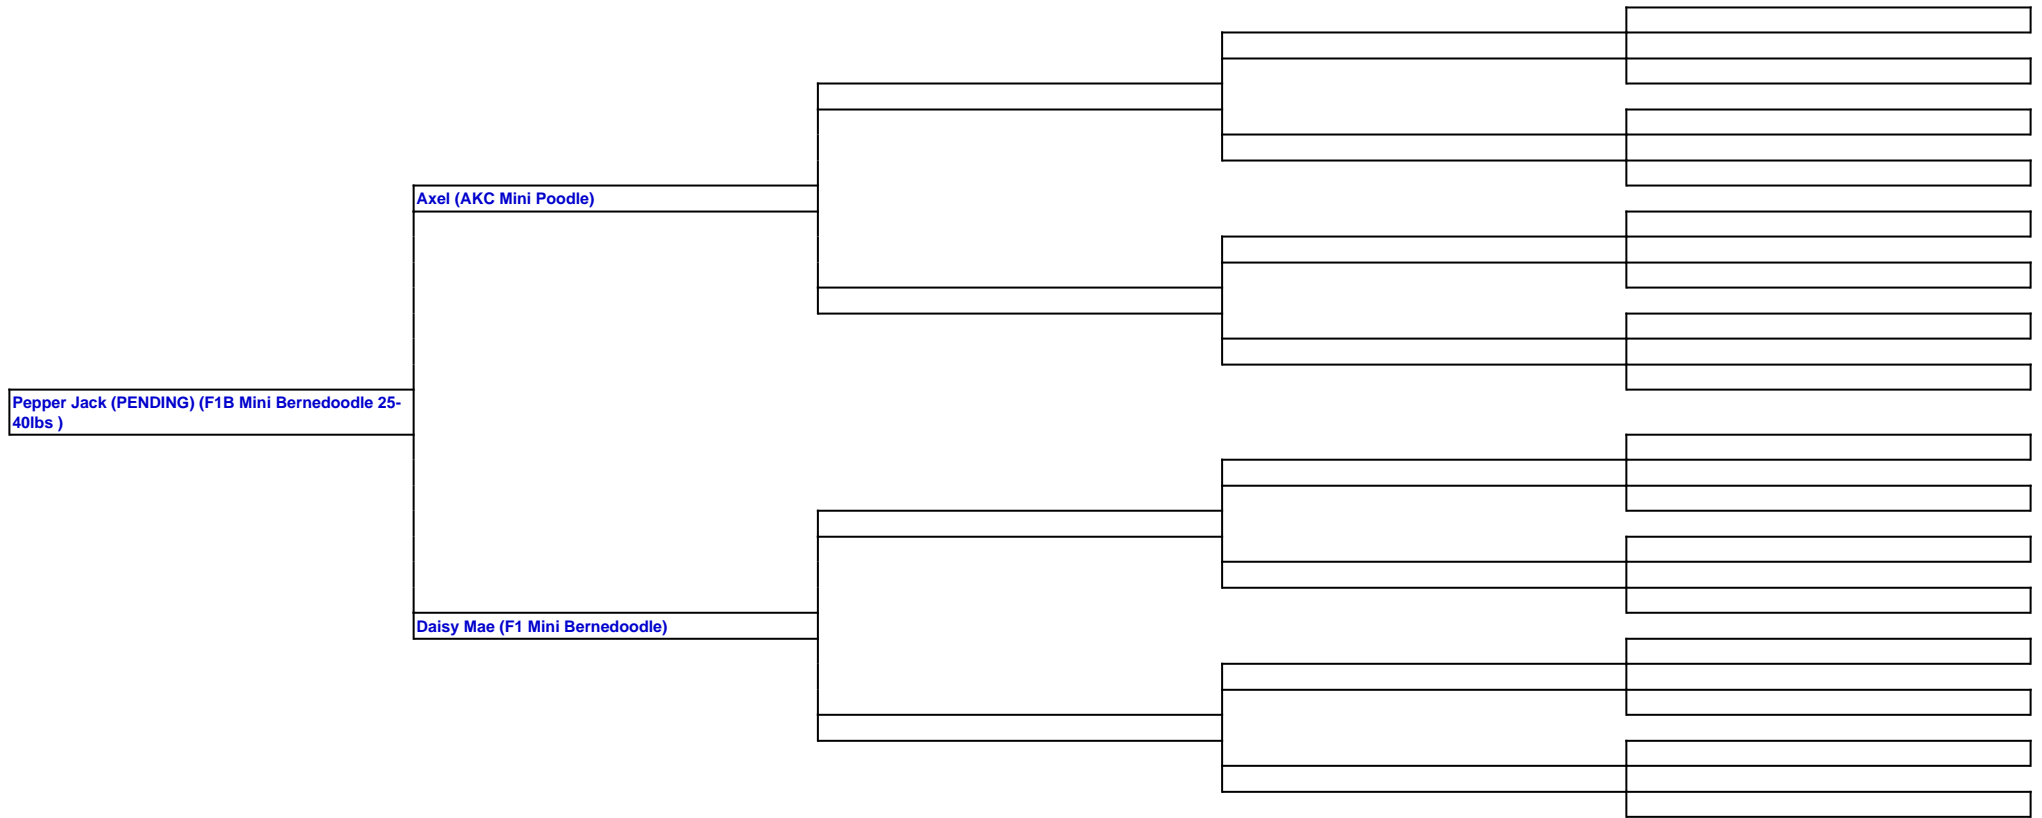 Axel (AKC Mini Poodle)
Pepper Jack (PENDING) (F1B Mini Bernedoodle 25-
40lbs )
Daisy Mae (F1 Mini Bernedoodle)